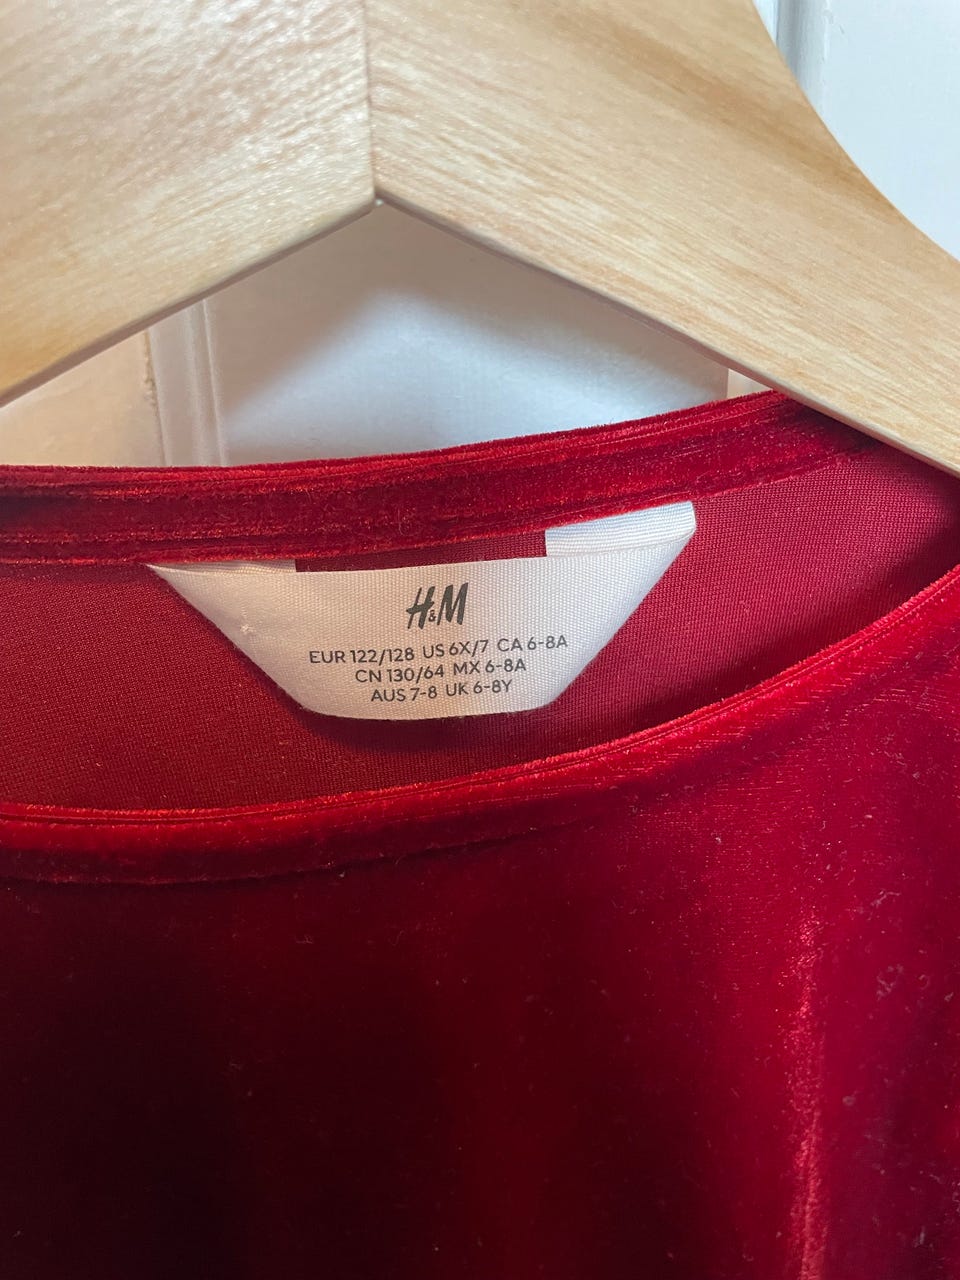 H&M
EUR 122/128 US 6X/7 CA 6-8A
CN 130/64 MX 6-8A
AUS 7-8 UK 6-8Y